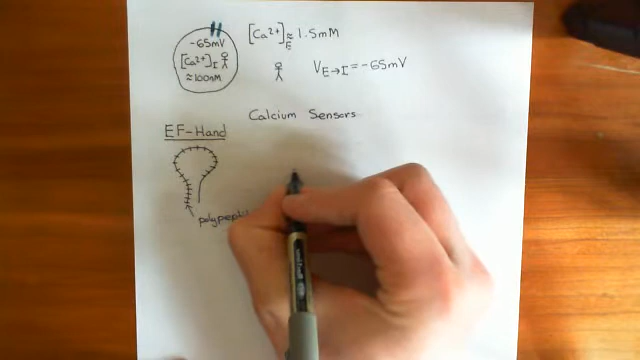 -65mV
[Ca²⁺]I
≈100nM
[Ca²⁺]E ≈ 1.5mM
VE→I = -65mV
Calcium Sensors
EF-Hand